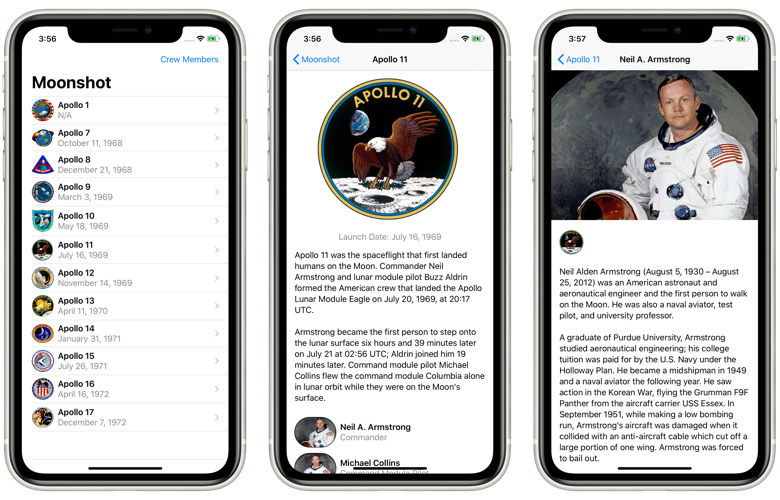 3:56
Crew Members
Moonshot
Apollo 1
N/A
Apollo 7
October 11, 1968
Apollo 8
December 21, 1968
Apollo 9
March 3, 1969
Apollo 10
May 18, 1969
Apollo 11
July 16, 1969
Apollo 12
November 14, 1969
Apollo 13
April 11, 1970
Apollo 14
January 31, 1971
Apollo 15
July 26, 1971
Apollo 16
April 16, 1972
Apollo 17
December 7, 1972
3:56
Moonshot
Apollo 11
APOLLO 11
Launch Date: July 16, 1969
Apollo 11 was the spaceflight that first landed
humans on the Moon. Commander Neil
Armstrong and lunar module pilot Buzz Aldrin
formed the American crew that landed the Apollo
Lunar Module Eagle on July 20, 1969, at 20:17
UTC.
Armstrong became the first person to step onto
the lunar surface six hours and 39 minutes later
on July 21 at 02:56 UTC; Aldrin joined him 19
minutes later. Command module pilot Michael
Collins flew the command module Columbia alone
in lunar orbit while they were on the Moon's
surface.
Neil A. Armstrong
Commander
Michael Collins
Command Module Pilot
3:57
Apollo 11
Neil A. Armstrong
NASA
Neil Alden Armstrong (August 5, 1930 – August
25, 2012) was an American astronaut and
aeronautical engineer and the first person to walk
on the Moon. He was also a naval aviator, test
pilot, and university professor.
A graduate of Purdue University, Armstrong
studied aeronautical engineering; his college
tuition was paid for by the U.S. Navy under the
Holloway Plan. He became a midshipman in 1949
and a naval aviator the following year. He saw
action in the Korean War, flying the Grumman F9F
Panther from the aircraft carrier USS Essex. In
September 1951, while making a low bombing
run, Armstrong's aircraft was damaged when it
collided with an anti-aircraft cable which cut off a
large portion of one wing. Armstrong was forced
to bail out.